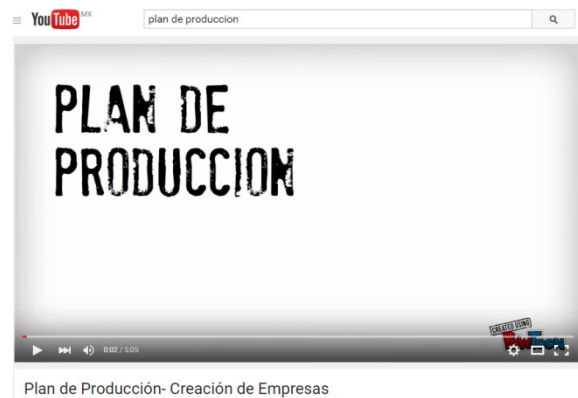 YouTube MX
plan de produccion
PLAN DE
PRODUCCION
CREATED USING
PowToon
0:02 / 5:05
Plan de Producción- Creación de Empresas